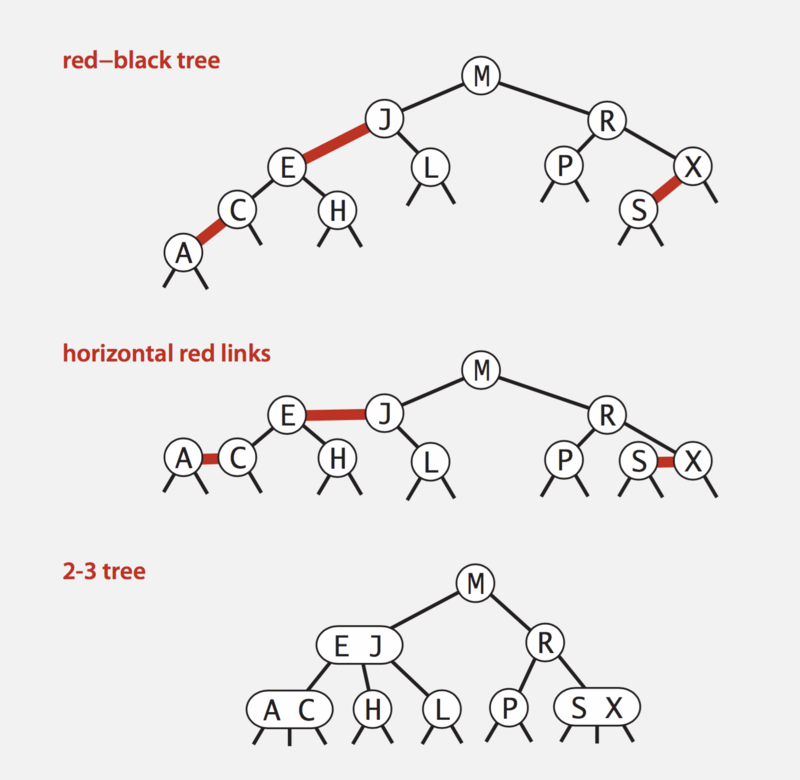 red–black tree
M
J R
E L P X
C H S
A
horizontal red links
M
E J R
A C H L P S X
2-3 tree
M
E J R
A C H L P S X